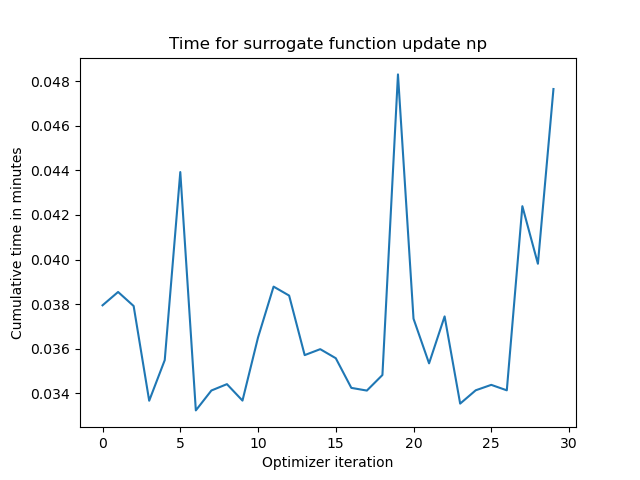 Time for surrogate function update np
Cumulative time in minutes
0.048
0.046
0.044
0.042
0.040
0.038
0.036
0.034
0 5 10 15 20 25 30
Optimizer iteration